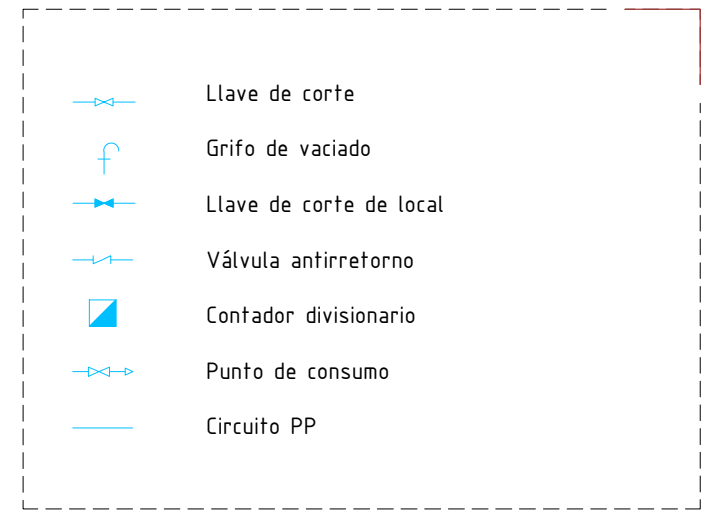 Llave de corte
Grifo de vaciado
Llave de corte de local
Válvula antirretorno
Contador divisionario
Punto de consumo
Circuito PP